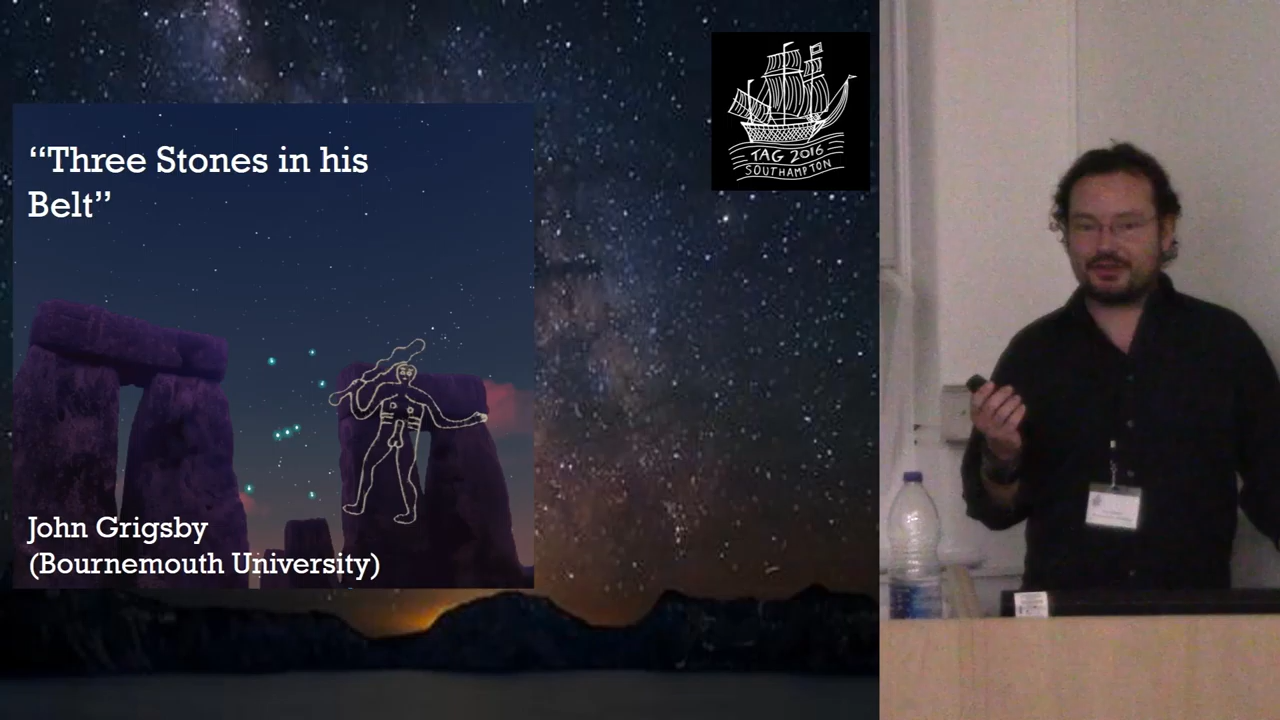 “Three Stones in his
Belt”
TAG 2016
SOUTHAMPTON
John Grigsby
(Bournemouth University)